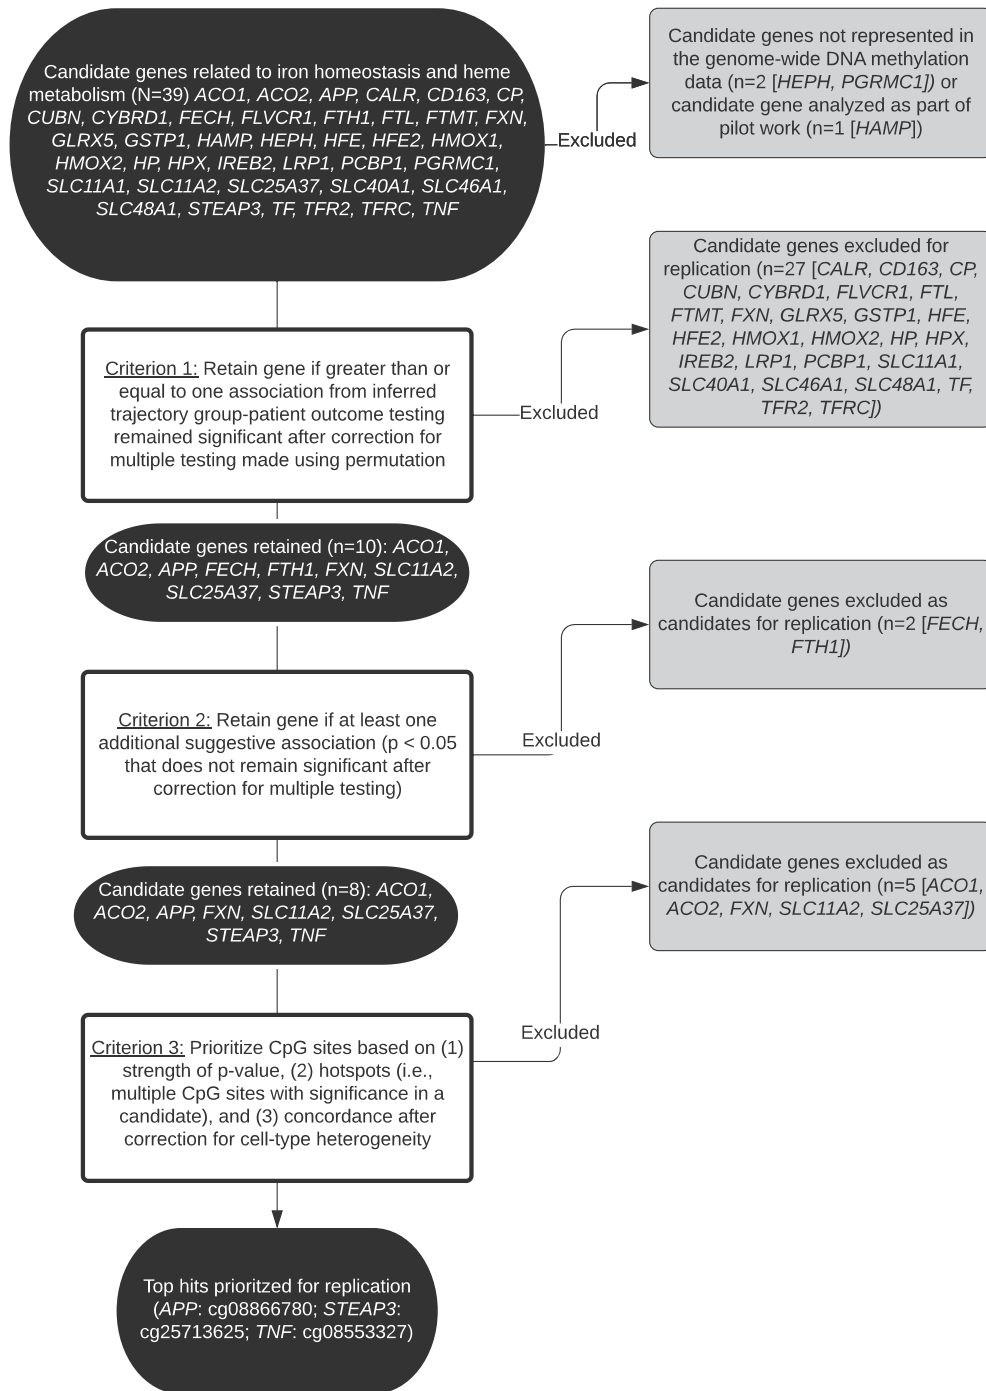 Candidate genes related to iron homeostasis and heme
metabolism (N=39) ACO1, ACO2, APP, CALR, CD163, CP,
CUBN, CYBRD1, FECH, FLVCR1, FTH1, FTL, FTMT, FXN,
GLRX5, GSTP1, HAMP, HEPH, HFE, HFE2, HMOX1,
HMOX2, HP, HPX, IREB2, LRP1, PCBP1, PGRMC1,
SLC11A1, SLC11A2, SLC25A37, SLC40A1, SLC46A1,
SLC48A1, STEAP3, TF, TFR2, TFRC, TNF
Excluded
Candidate genes not represented in
the genome-wide DNA methylation
data (n=2 [HEPH, PGRMC1]) or
candidate gene analyzed as part of
pilot work (n=1 [HAMP])
Criterion 1: Retain gene if greater than or
equal to one association from inferred
trajectory group-patient outcome testing
remained significant after correction for
multiple testing made using permutation
Excluded
Candidate genes excluded for
replication (n=27 [CALR, CD163, CP,
CUBN, CYBRD1, FLVCR1, FTL,
FTMT, FXN, GLRX5, GSTP1, HFE,
HFE2, HMOX1, HMOX2, HP, HPX,
IREB2, LRP1, PCBP1, SLC11A1,
SLC40A1, SLC46A1, SLC48A1, TF,
TFR2, TFRC])
Candidate genes retained (n=10): ACO1,
ACO2, APP, FECH, FTH1, FXN, SLC11A2,
SLC25A37, STEAP3, TNF
Criterion 2: Retain gene if at least one
additional suggestive association (p < 0.05
that does not remain significant after
correction for multiple testing)
Excluded
Candidate genes excluded as
candidates for replication (n=2 [FECH,
FTH1])
Candidate genes retained (n=8): ACO1,
ACO2, APP, FXN, SLC11A2, SLC25A37,
STEAP3, TNF
Criterion 3: Prioritize CpG sites based on (1)
strength of p-value, (2) hotspots (i.e.,
multiple CpG sites with significance in a
candidate), and (3) concordance after
correction for cell-type heterogeneity
Excluded
Candidate genes excluded as
candidates for replication (n=5 [ACO1,
ACO2, FXN, SLC11A2, SLC25A37])
Top hits prioritzed for replication
(APP: cg08866780; STEAP3:
cg25713625; TNF: cg08553327)